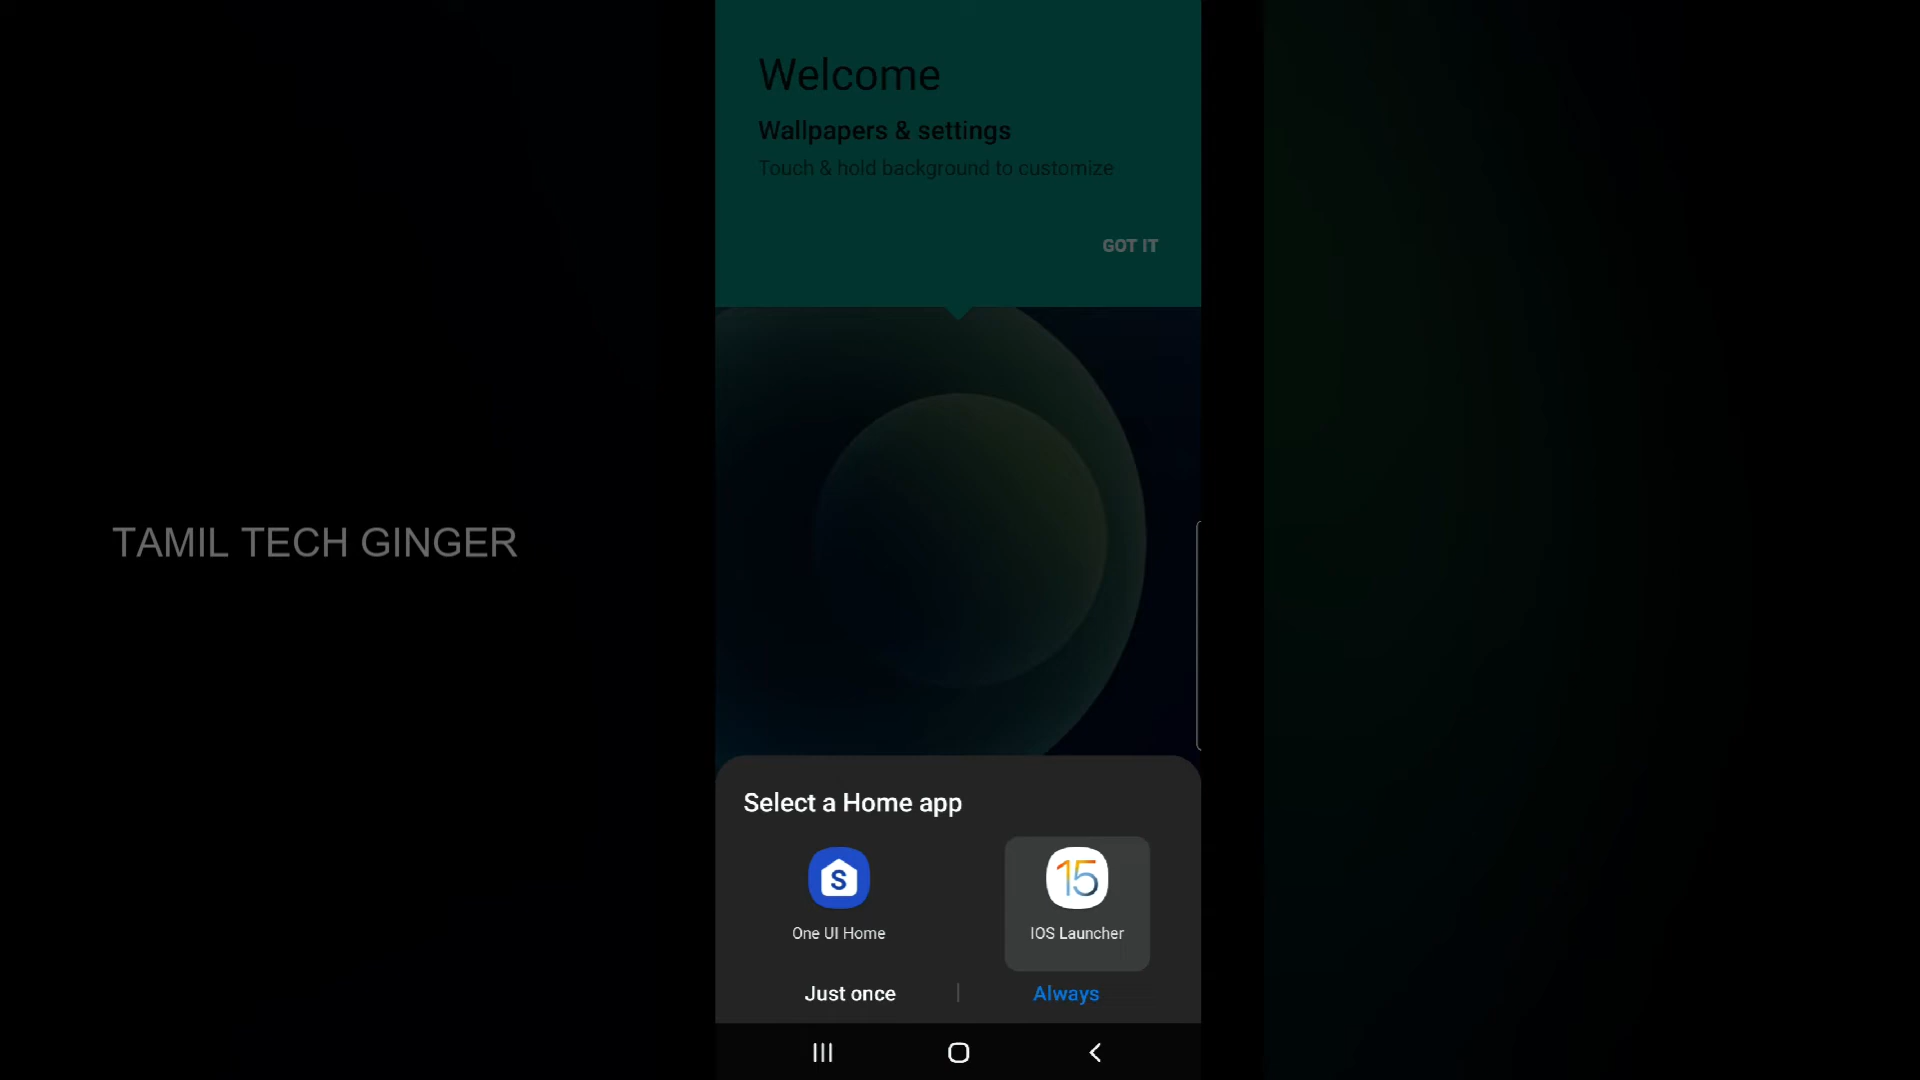 Welcome
Wallpapers & settings
Touch & hold background to customize
GOT IT
TAMIL TECH GINGER
Select a Home app
S
15
One UI Home
IOS Launcher
Just once
Always